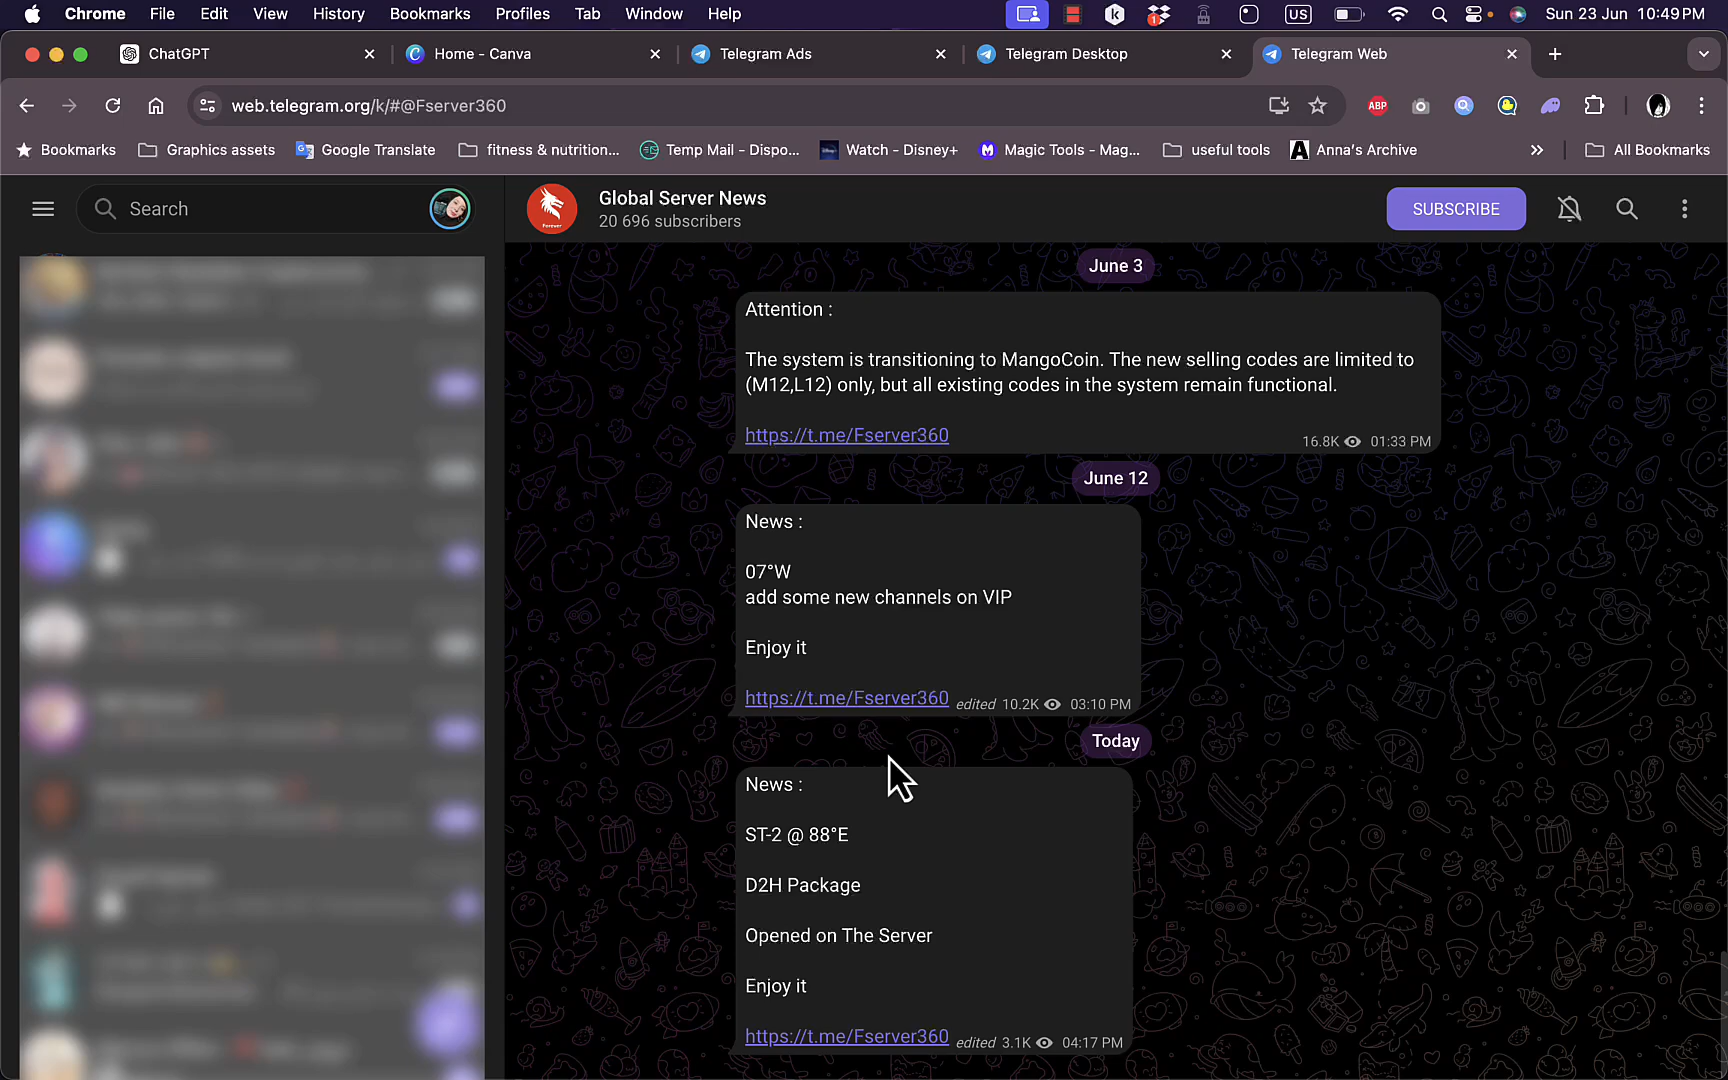 Chrome File Edit View History Bookmarks Profiles Tab Window Help US Sun 23 Jun 10:49 PM
ChatGPT Home - Canva Telegram Ads Telegram Desktop Telegram Web
web.telegram.org/k/#@Fserver360 ABP
Bookmarks Graphics assets Google Translate fitness & nutrition... Temp Mail - Dispo... Watch - Disney+ Magic Tools - Mag... useful tools Anna's Archive All Bookmarks
Search
Global Server News
20 696 subscribers
SUBSCRIBE
June 3
Attention :
The system is transitioning to MangoCoin. The new selling codes are limited to
(M12,L12) only, but all existing codes in the system remain functional.
https://t.me/Fserver360 16.8K 01:33 PM
June 12
News :
07°W
add some new channels on VIP
Enjoy it
https://t.me/Fserver360 edited 10.2K 03:10 PM
Today
News :
ST-2 @ 88°E
D2H Package
Opened on The Server
Enjoy it
https://t.me/Fserver360 edited 3.1K 04:17 PM